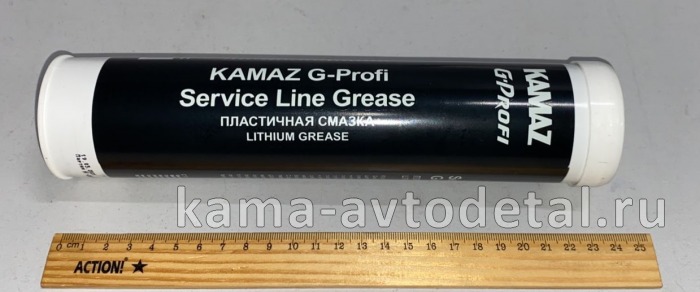 KAMAZ G-Profi
Service Line Grease
ПЛАСТИЧНАЯ СМАЗКА
LITHIUM GREASE
KAMAZ
G-PROFI
kama-avtodetal.ru
0 cm 1 2 3 4 5 6 7 8 9 10 11 12 13 14 15 16 17 18 19 20 21 22 23 24 25
ACTION!